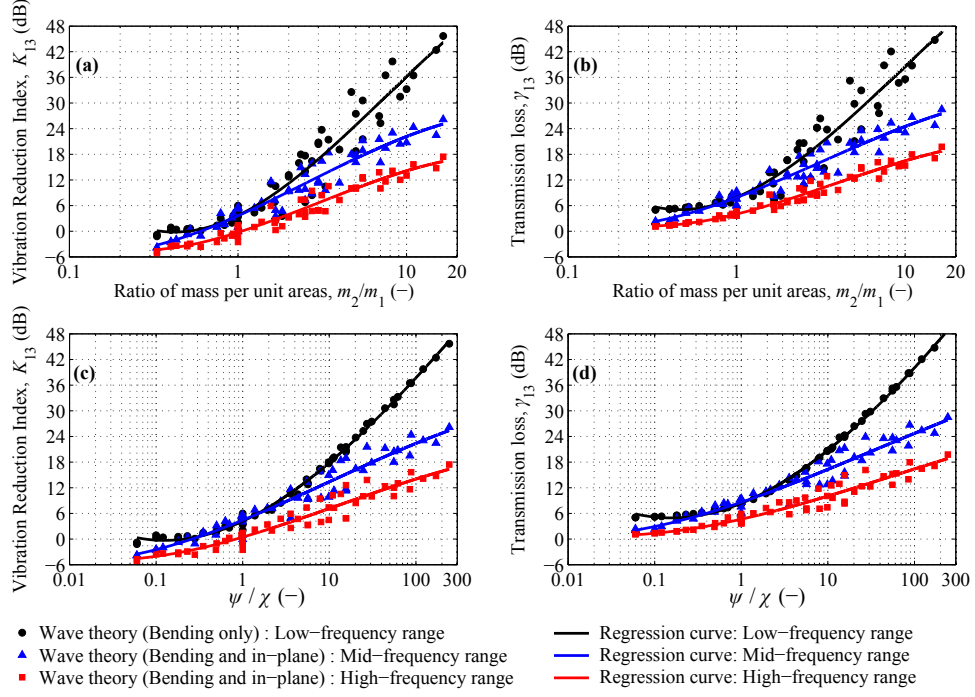 48
42
36
30
24
18
12
6
0
−6
Vibration Reduction Index, K13 (dB)
(a)
0.1 1 10 20
Ratio of mass per unit areas, m2/m1 (−)
48
42
36
30
24
18
12
6
0
−6
Transmission loss, γ13 (dB)
(b)
0.1 1 10 20
Ratio of mass per unit areas, m2/m1 (−)
48
42
36
30
24
18
12
6
0
−6
Vibration Reduction Index, K13 (dB)
(c)
0.01 0.1 1 10 100 300
ψ / χ (−)
48
42
36
30
24
18
12
6
0
−6
Transmission loss, γ13 (dB)
(d)
0.01 0.1 1 10 100 300
ψ / χ (−)
Wave theory (Bending only) : Low−frequency range
Wave theory (Bending and in−plane) : Mid−frequency range
Wave theory (Bending and in−plane) : High−frequency range
Regression curve: Low−frequency range
Regression curve: Mid−frequency range
Regression curve: High−frequency range